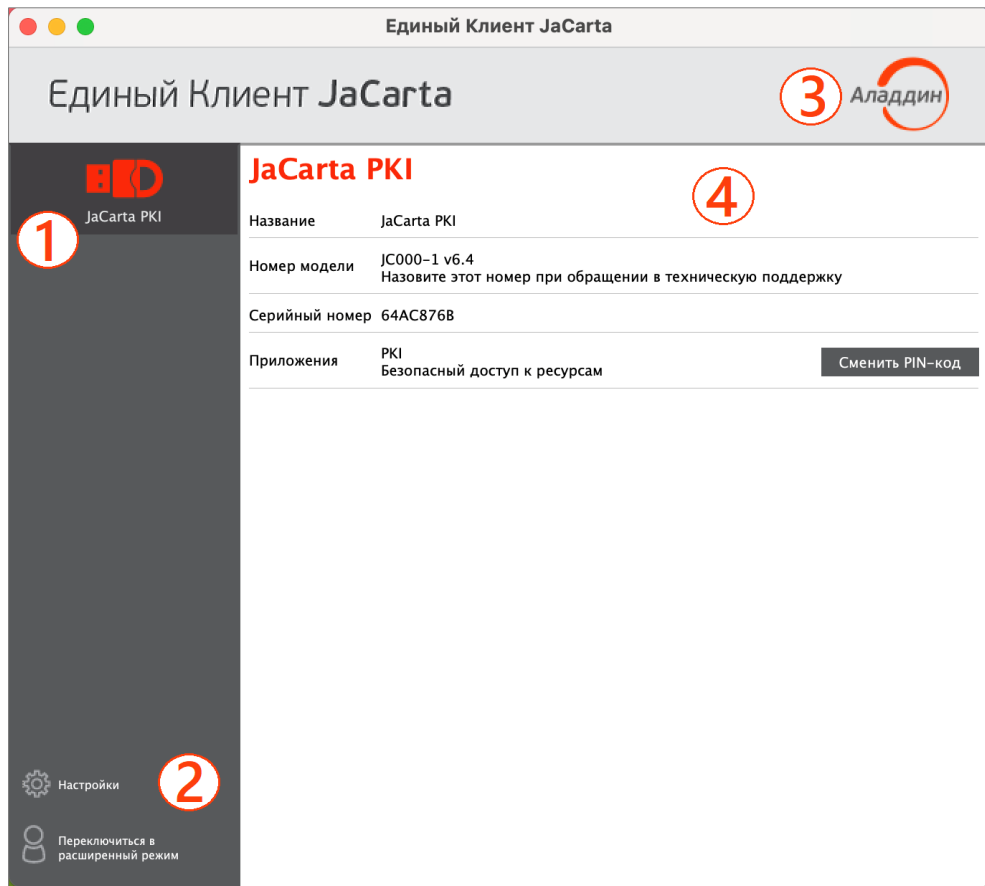 Единый Клиент JaCarta
Единый Клиент JaCarta
3
Аладдин
JaCarta PKI
1
JaCarta PKI
4
Название JaCarta PKI
Номер модели JC000-1 v6.4
Назовите этот номер при обращении в техническую поддержку
Серийный номер 64AC876B
Приложения PKI
Безопасный доступ к ресурсам
Сменить PIN-код
Настройки
2
Переключиться в
расширенный режим